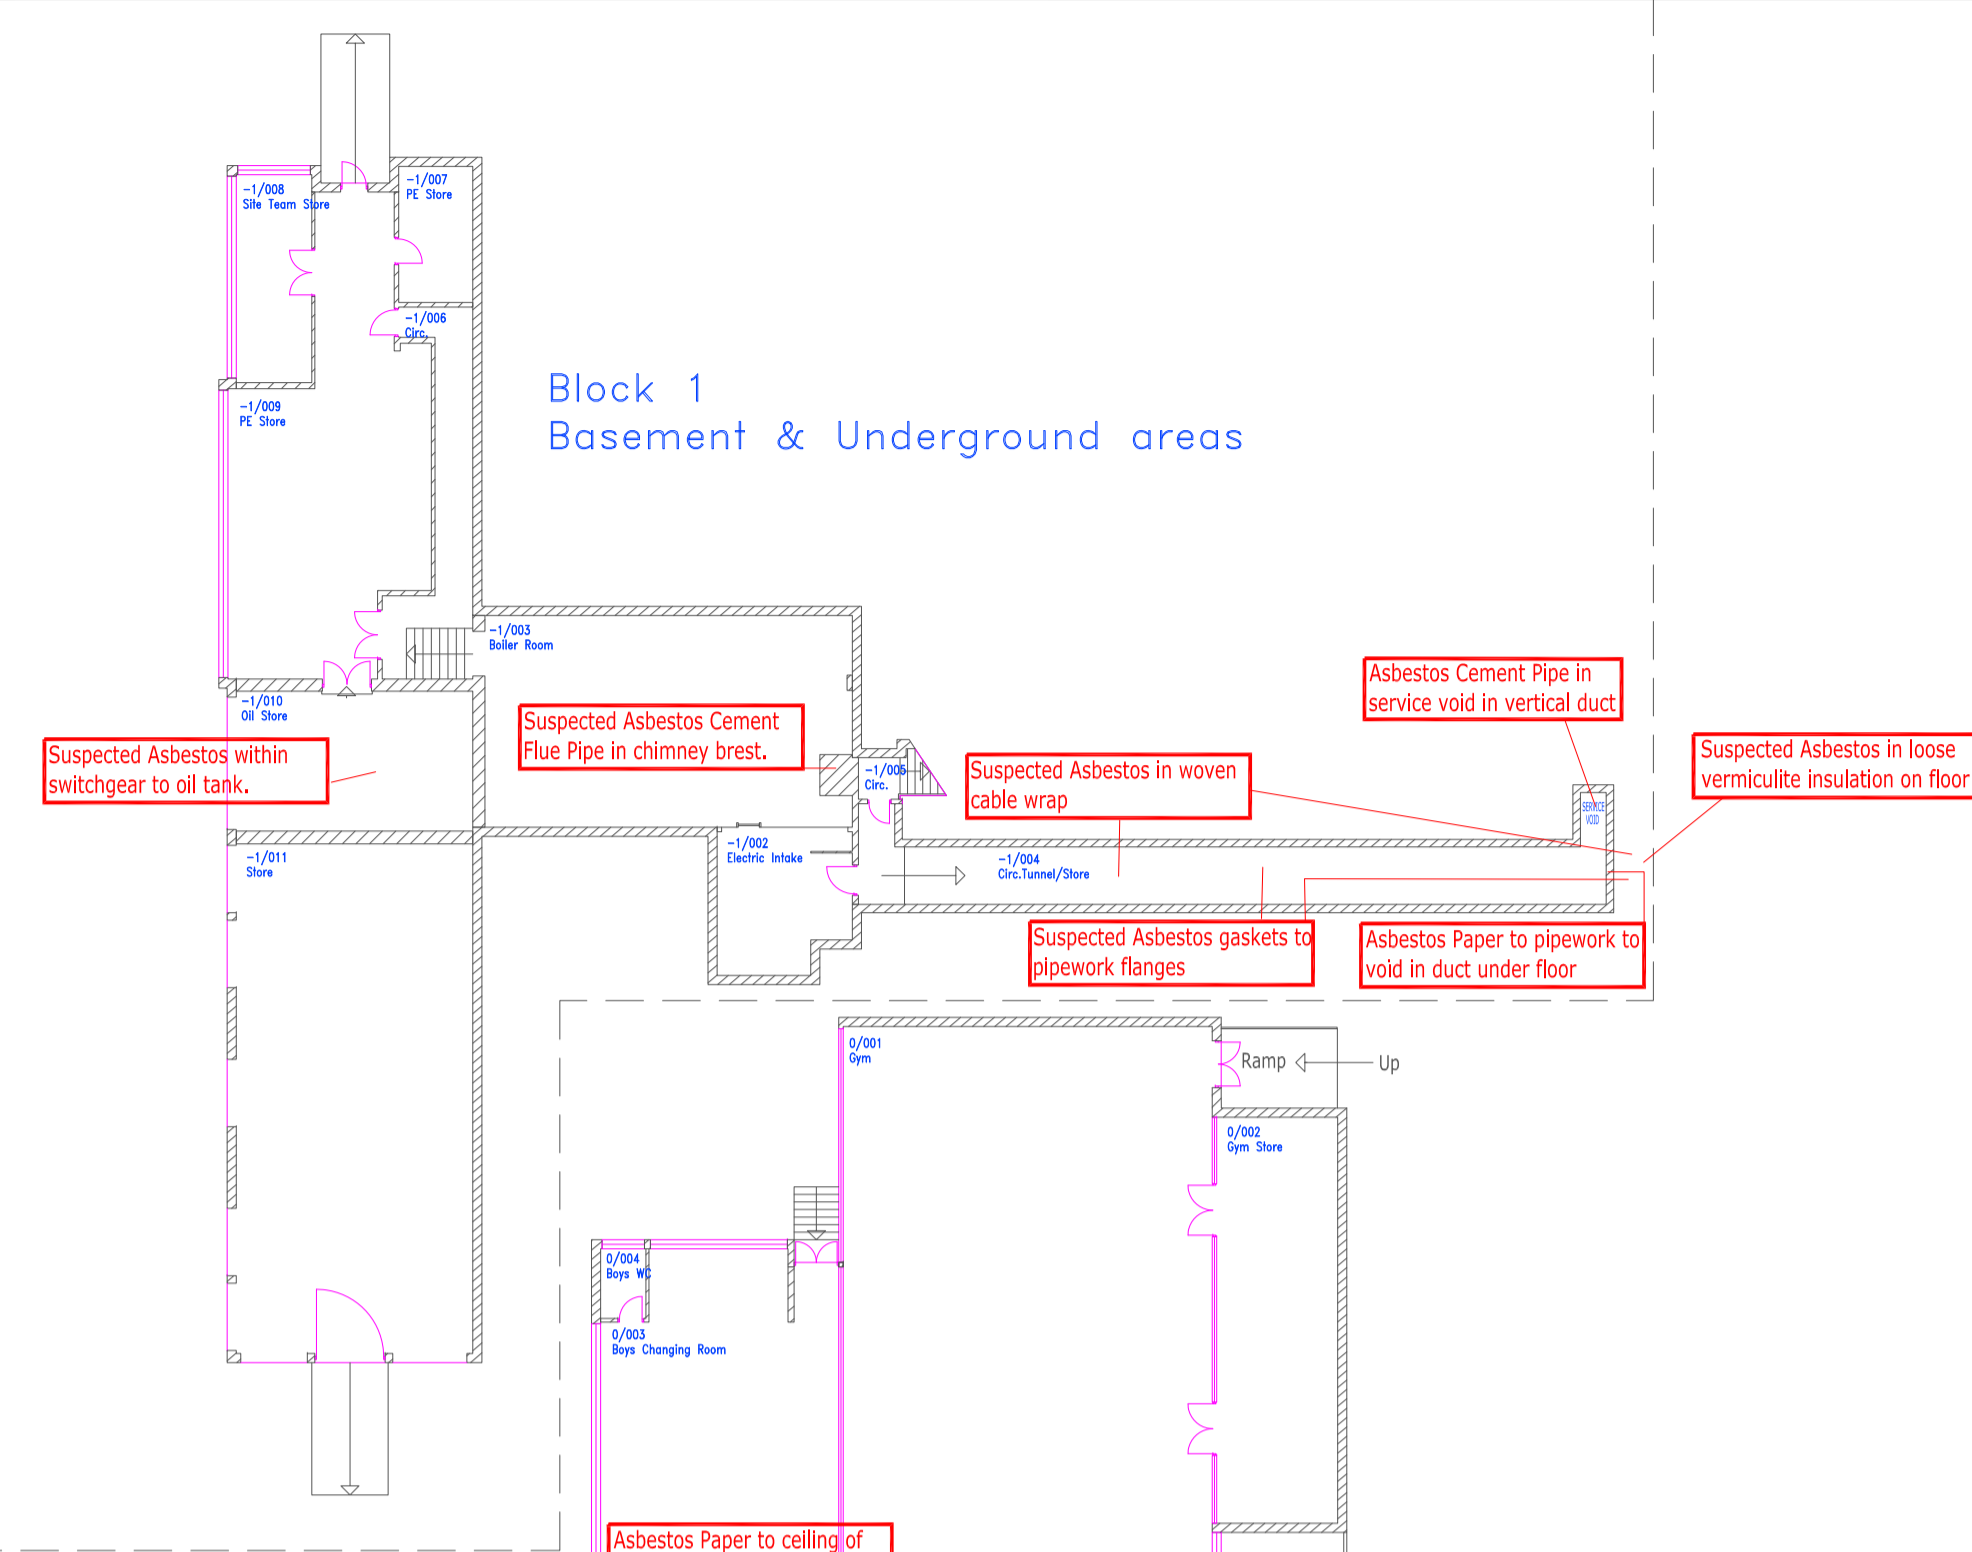 -1/008
Site Team Store
-1/007
PE Store
-1/006
Circ.
Block 1
Basement & Underground areas
-1/009
PE Store
-1/003
Boiler Room
-1/010
Oil Store
Suspected Asbestos within
switchgear to oil tank.
Suspected Asbestos Cement
Flue Pipe in chimney brest.
-1/005
Circ.
Suspected Asbestos in woven
cable wrap
Asbestos Cement Pipe in
service void in vertical duct
Suspected Asbestos in loose
vermiculite insulation on floor
SERVICE
VOID
-1/011
Store
-1/002
Electric Intake
-1/004
Circ.Tunnel/Store
Suspected Asbestos gaskets to
pipework flanges
Asbestos Paper to pipework to
void in duct under floor
0/001
Gym
Ramp
Up
0/002
Gym Store
0/004
Boys WC
0/003
Boys Changing Room
Asbestos Paper to ceiling of